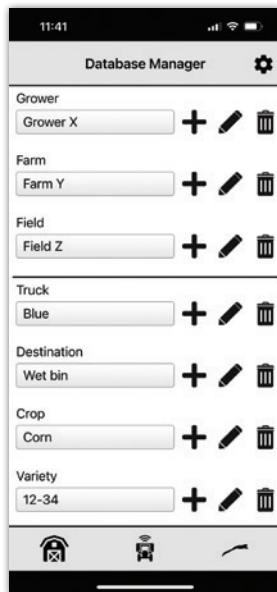 11:41
Database Manager
Grower
Grower X
Farm
Farm Y
Field
Field Z
Truck
Blue
Destination
Wet bin
Crop
Corn
Variety
12-34